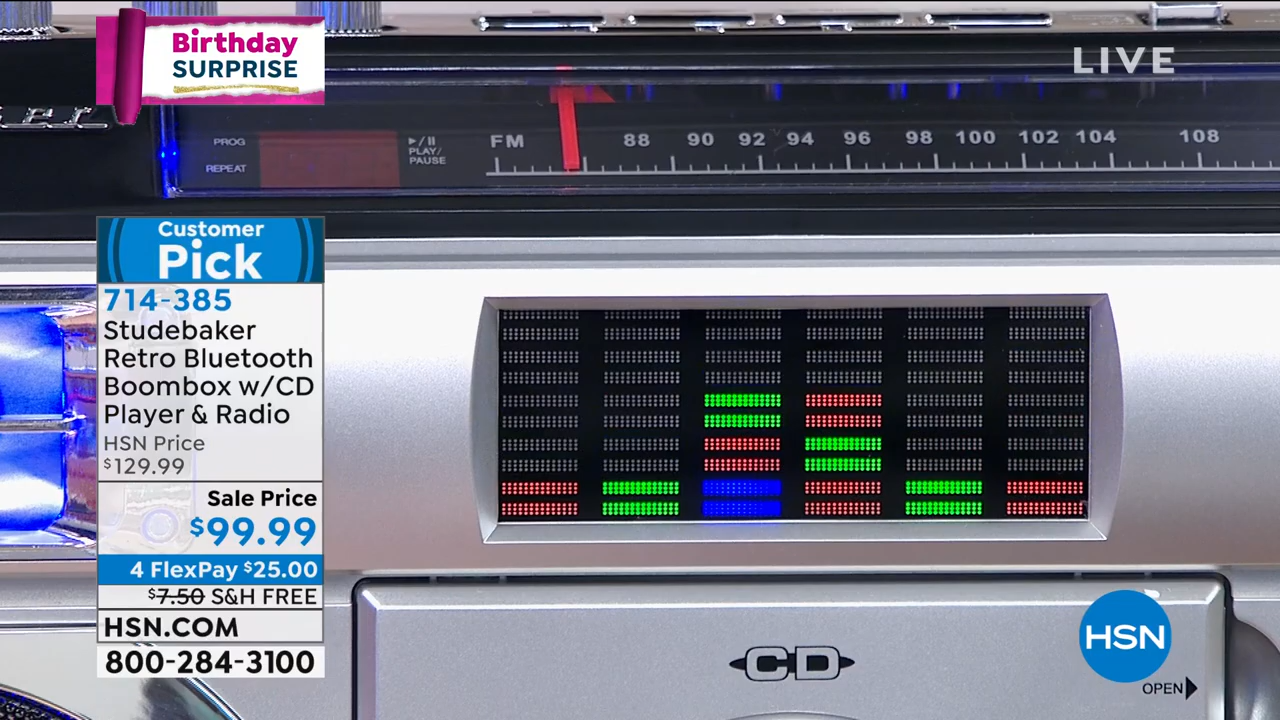 Birthday
SURPRISE
LIVE
PROG
REPEAT
PLAY/
PAUSE
FM 88 90 92 94 96 98 100 102 104 108
Customer
Pick
714-385
Studebaker
Retro Bluetooth
Boombox w/CD
Player & Radio
HSN Price
$129.99
Sale Price
$99.99
4 FlexPay $25.00
$7.50 S&H FREE
HSN.COM
800-284-3100
CD
HSN
OPEN